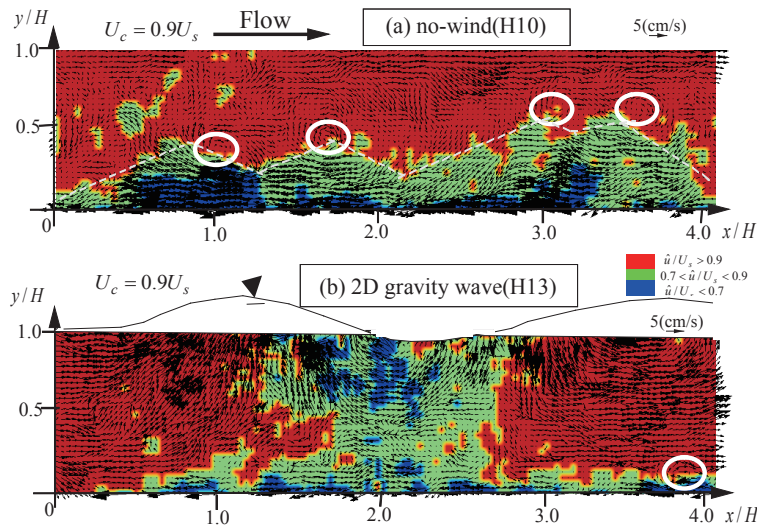 y/H U_c = 0.9U_s Flow (a) no-wind(H10) 5(cm/s)
1.0
0.5
0 1.0 2.0 3.0 4.0
x/H
û/U_s > 0.9
0.7 < û/U_s < 0.9
û/U_s < 0.7
y/H U_c = 0.9U_s (b) 2D gravity wave(H13)
5(cm/s)
1.0
0.5
0 1.0 2.0 3.0 4.0 x/H